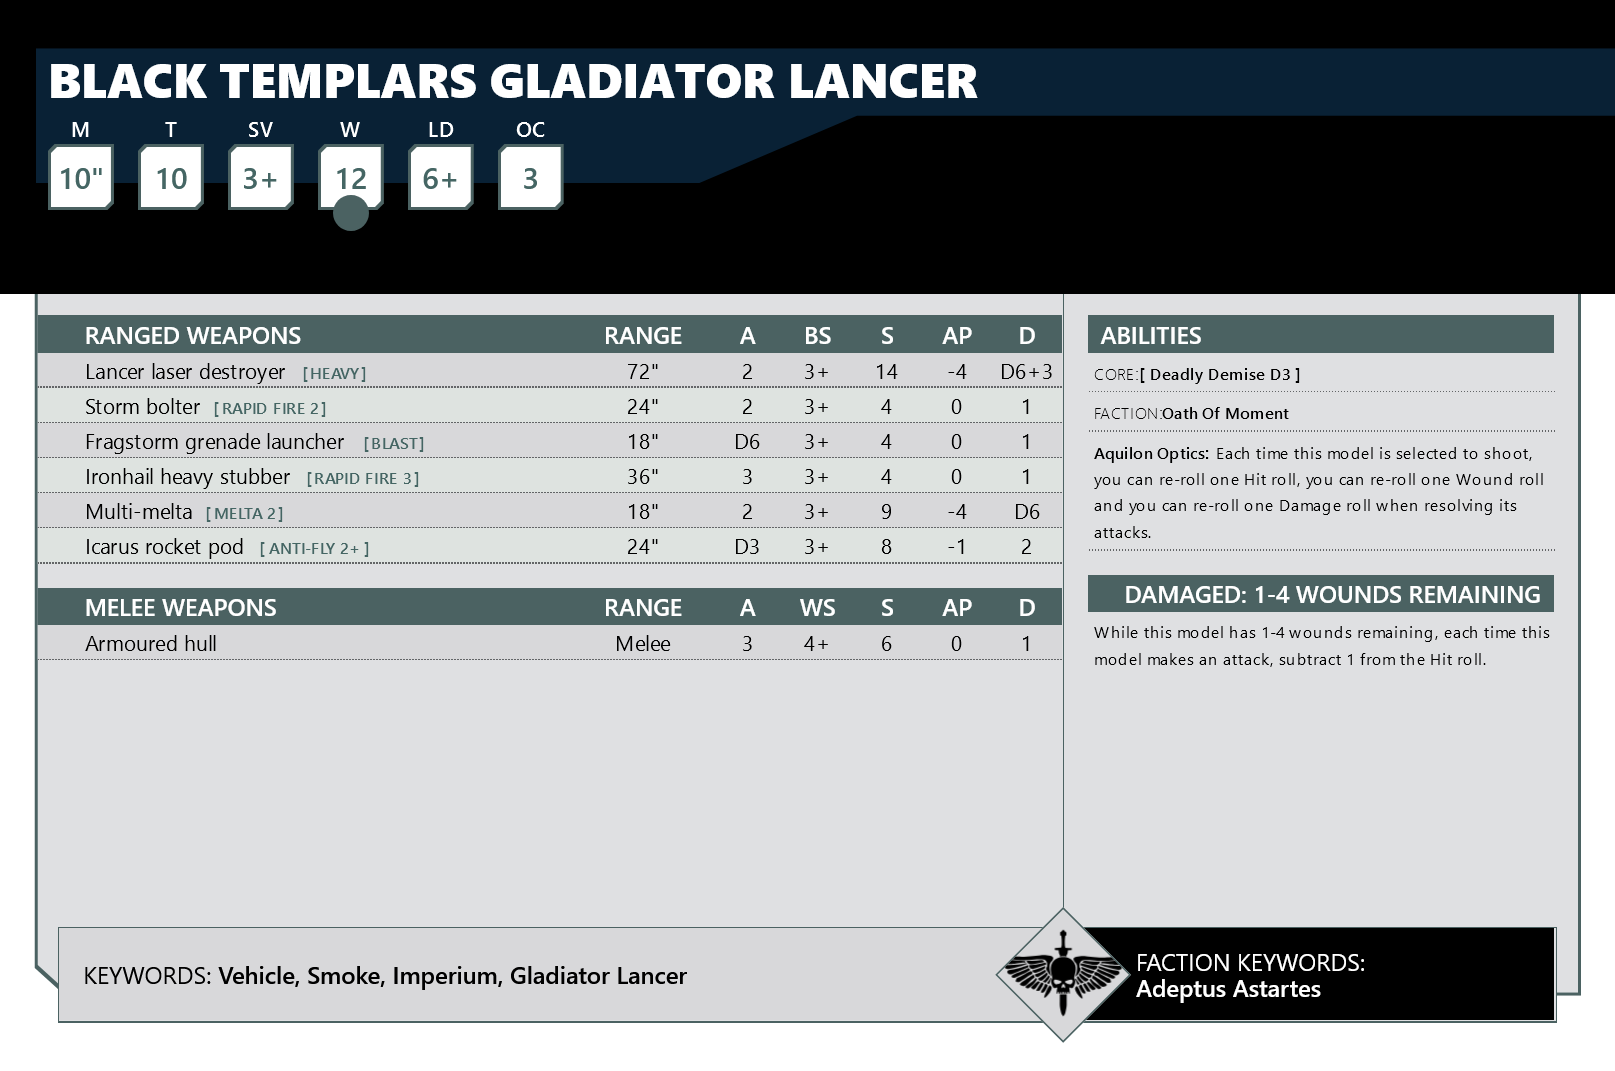 BLACK TEMPLARS GLADIATOR LANCER
M T SV W LD OC
10" 10 3+ 12 6+ 3
RANGED WEAPONS RANGE A BS S AP D
Lancer laser destroyer [HEAVY] 72" 2 3+ 14 -4 D6+3
Storm bolter [RAPID FIRE 2] 24" 2 3+ 4 0 1
Fragstorm grenade launcher [BLAST] 18" D6 3+ 4 0 1
Ironhail heavy stubber [RAPID FIRE 3] 36" 3 3+ 4 0 1
Multi-melta [MELTA 2] 18" 2 3+ 9 -4 D6
Icarus rocket pod [ANTI-FLY 2+] 24" D3 3+ 8 -1 2
MELEE WEAPONS RANGE A WS S AP D
Armoured hull Melee 3 4+ 6 0 1
ABILITIES
CORE:[ Deadly Demise D3 ]
FACTION:Oath Of Moment
Aquilon Optics: Each time this model is selected to shoot,
you can re-roll one Hit roll, you can re-roll one Wound roll
and you can re-roll one Damage roll when resolving its
attacks.
DAMAGED: 1-4 WOUNDS REMAINING
While this model has 1-4 wounds remaining, each time this
model makes an attack, subtract 1 from the Hit roll.
KEYWORDS: Vehicle, Smoke, Imperium, Gladiator Lancer
FACTION KEYWORDS:
Adeptus Astartes